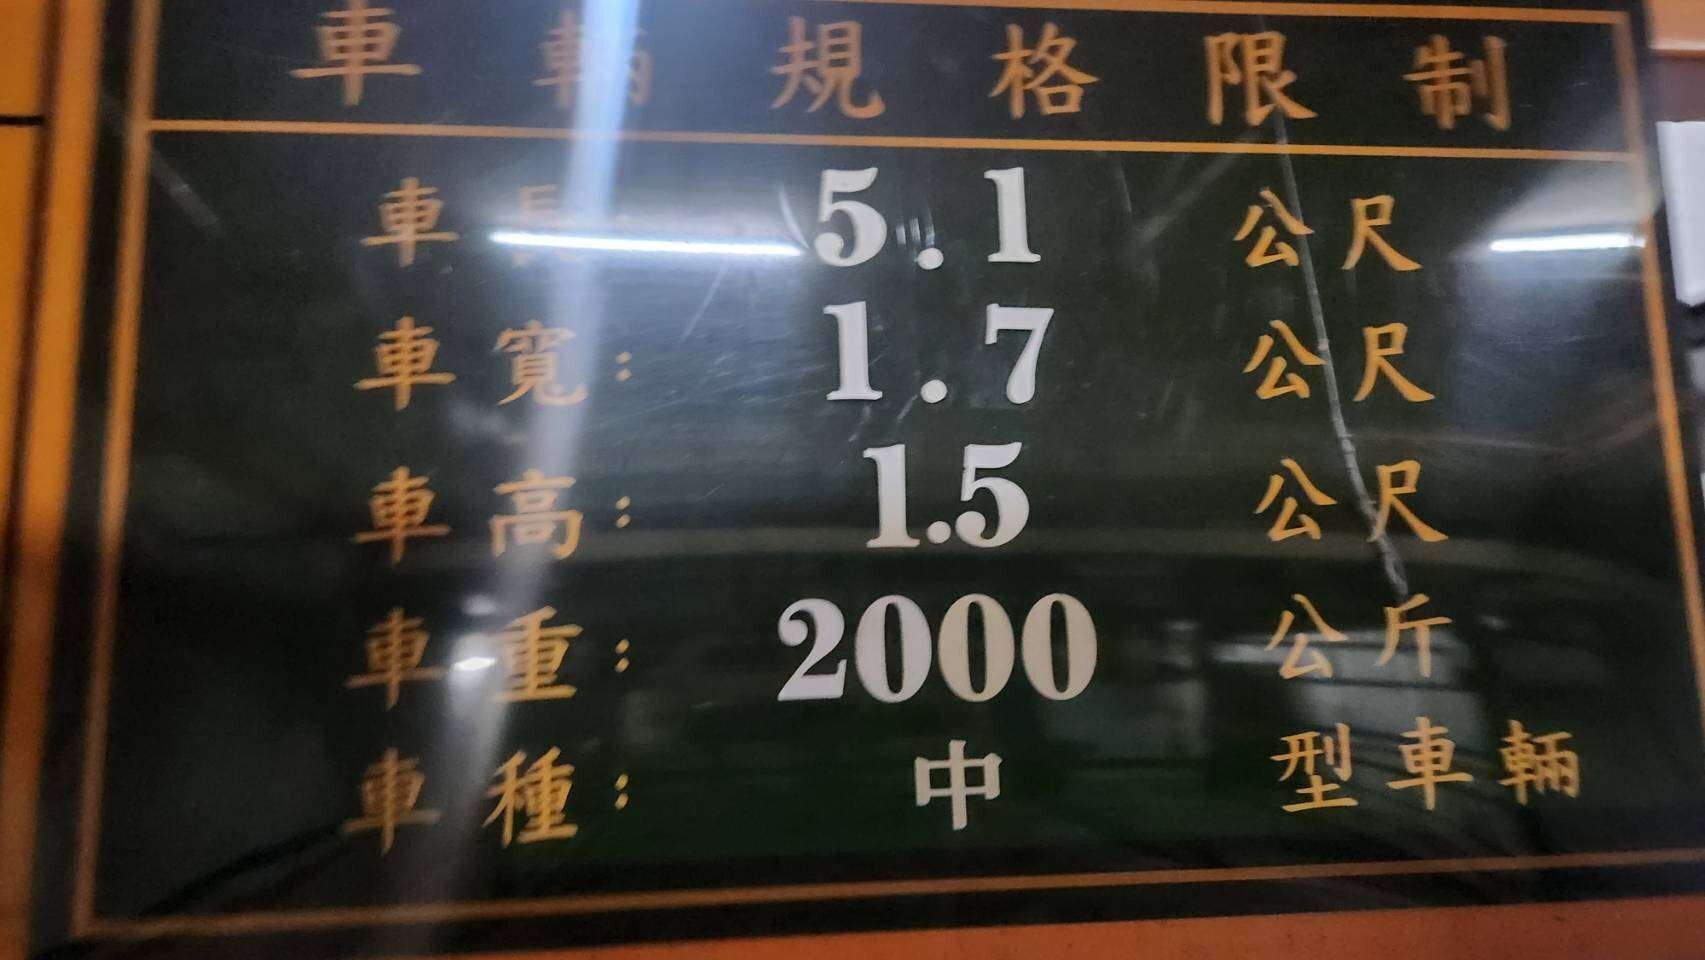 車輛規格限制
車長: 5.1 公尺
車寬: 1.7 公尺
車高: 1.5 公尺
車重: 2000 公斤
車種: 中 型車輛